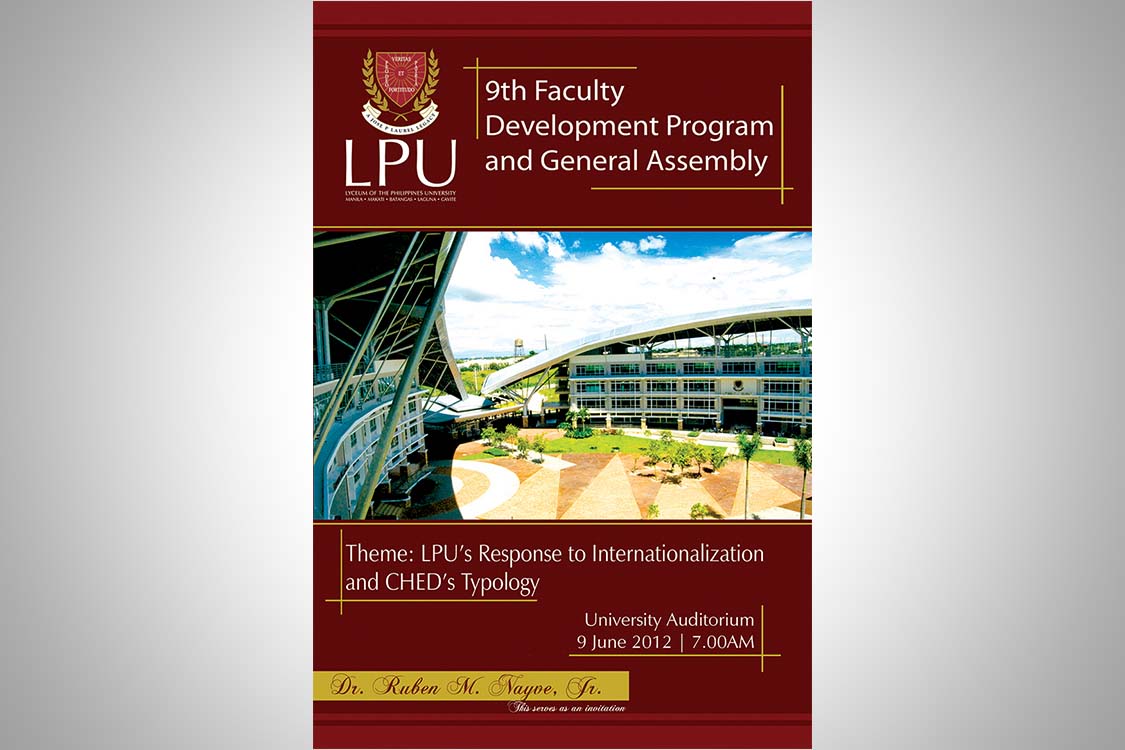 VERITAS
ET
FORTITUDO
A JOSE P LAUREL LEGACY
LPU
LYCEUM OF THE PHILIPPINES UNIVERSITY
MANILA • MAKATI • BATANGAS • LAGUNA • CAVITE
9th Faculty
Development Program
and General Assembly
Theme: LPU's Response to Internationalization
and CHED's Typology
University Auditorium
9 June 2012 | 7.00AM
Dr. Ruben M. Nayve, Jr.
This serves as an invitation